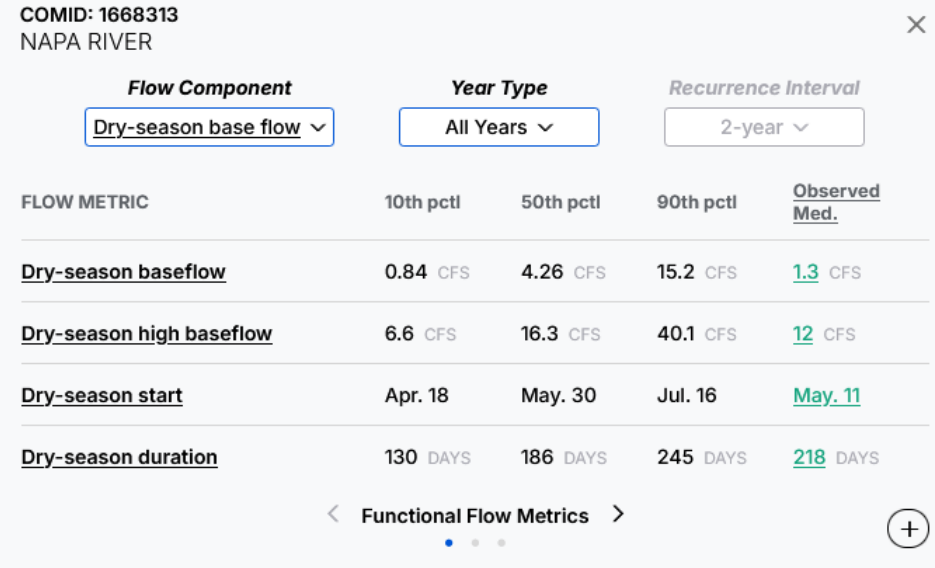 COMID: 1668313
NAPA RIVER
Flow Component Year Type Recurrence Interval
Dry-season base flow All Years 2-year
FLOW METRIC 10th pctl 50th pctl 90th pctl Observed Med.
Dry-season baseflow 0.84 CFS 4.26 CFS 15.2 CFS 1.3 CFS
Dry-season high baseflow 6.6 CFS 16.3 CFS 40.1 CFS 12 CFS
Dry-season start Apr. 18 May. 30 Jul. 16 May. 11
Dry-season duration 130 DAYS 186 DAYS 245 DAYS 218 DAYS
Functional Flow Metrics